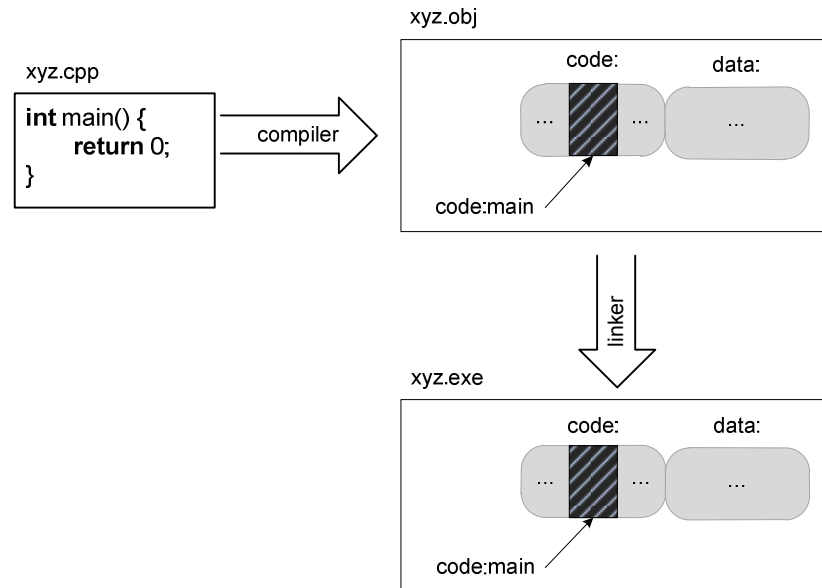 xyz.cpp
int main() {
return 0;
}
compiler
xyz.obj
code:
data:
...
...
...
code:main
linker
xyz.exe
code:
data:
...
...
...
code:main